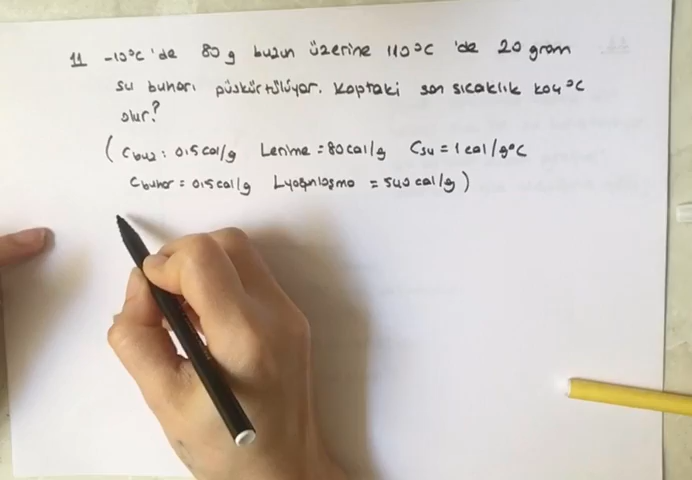 11 -10°C 'de 80 g buzun üzerine 110°C 'de 20 gram
su buharı püskürtülüyor. Kaptaki son sıcaklık kaç °C
olur?
( Cbuz : 0,5 cal/g Lerime = 80 cal/g Csu = 1 cal/g°C
Cbuhar = 0,5 cal/g Lyoğunlaşma = 540 cal/g )